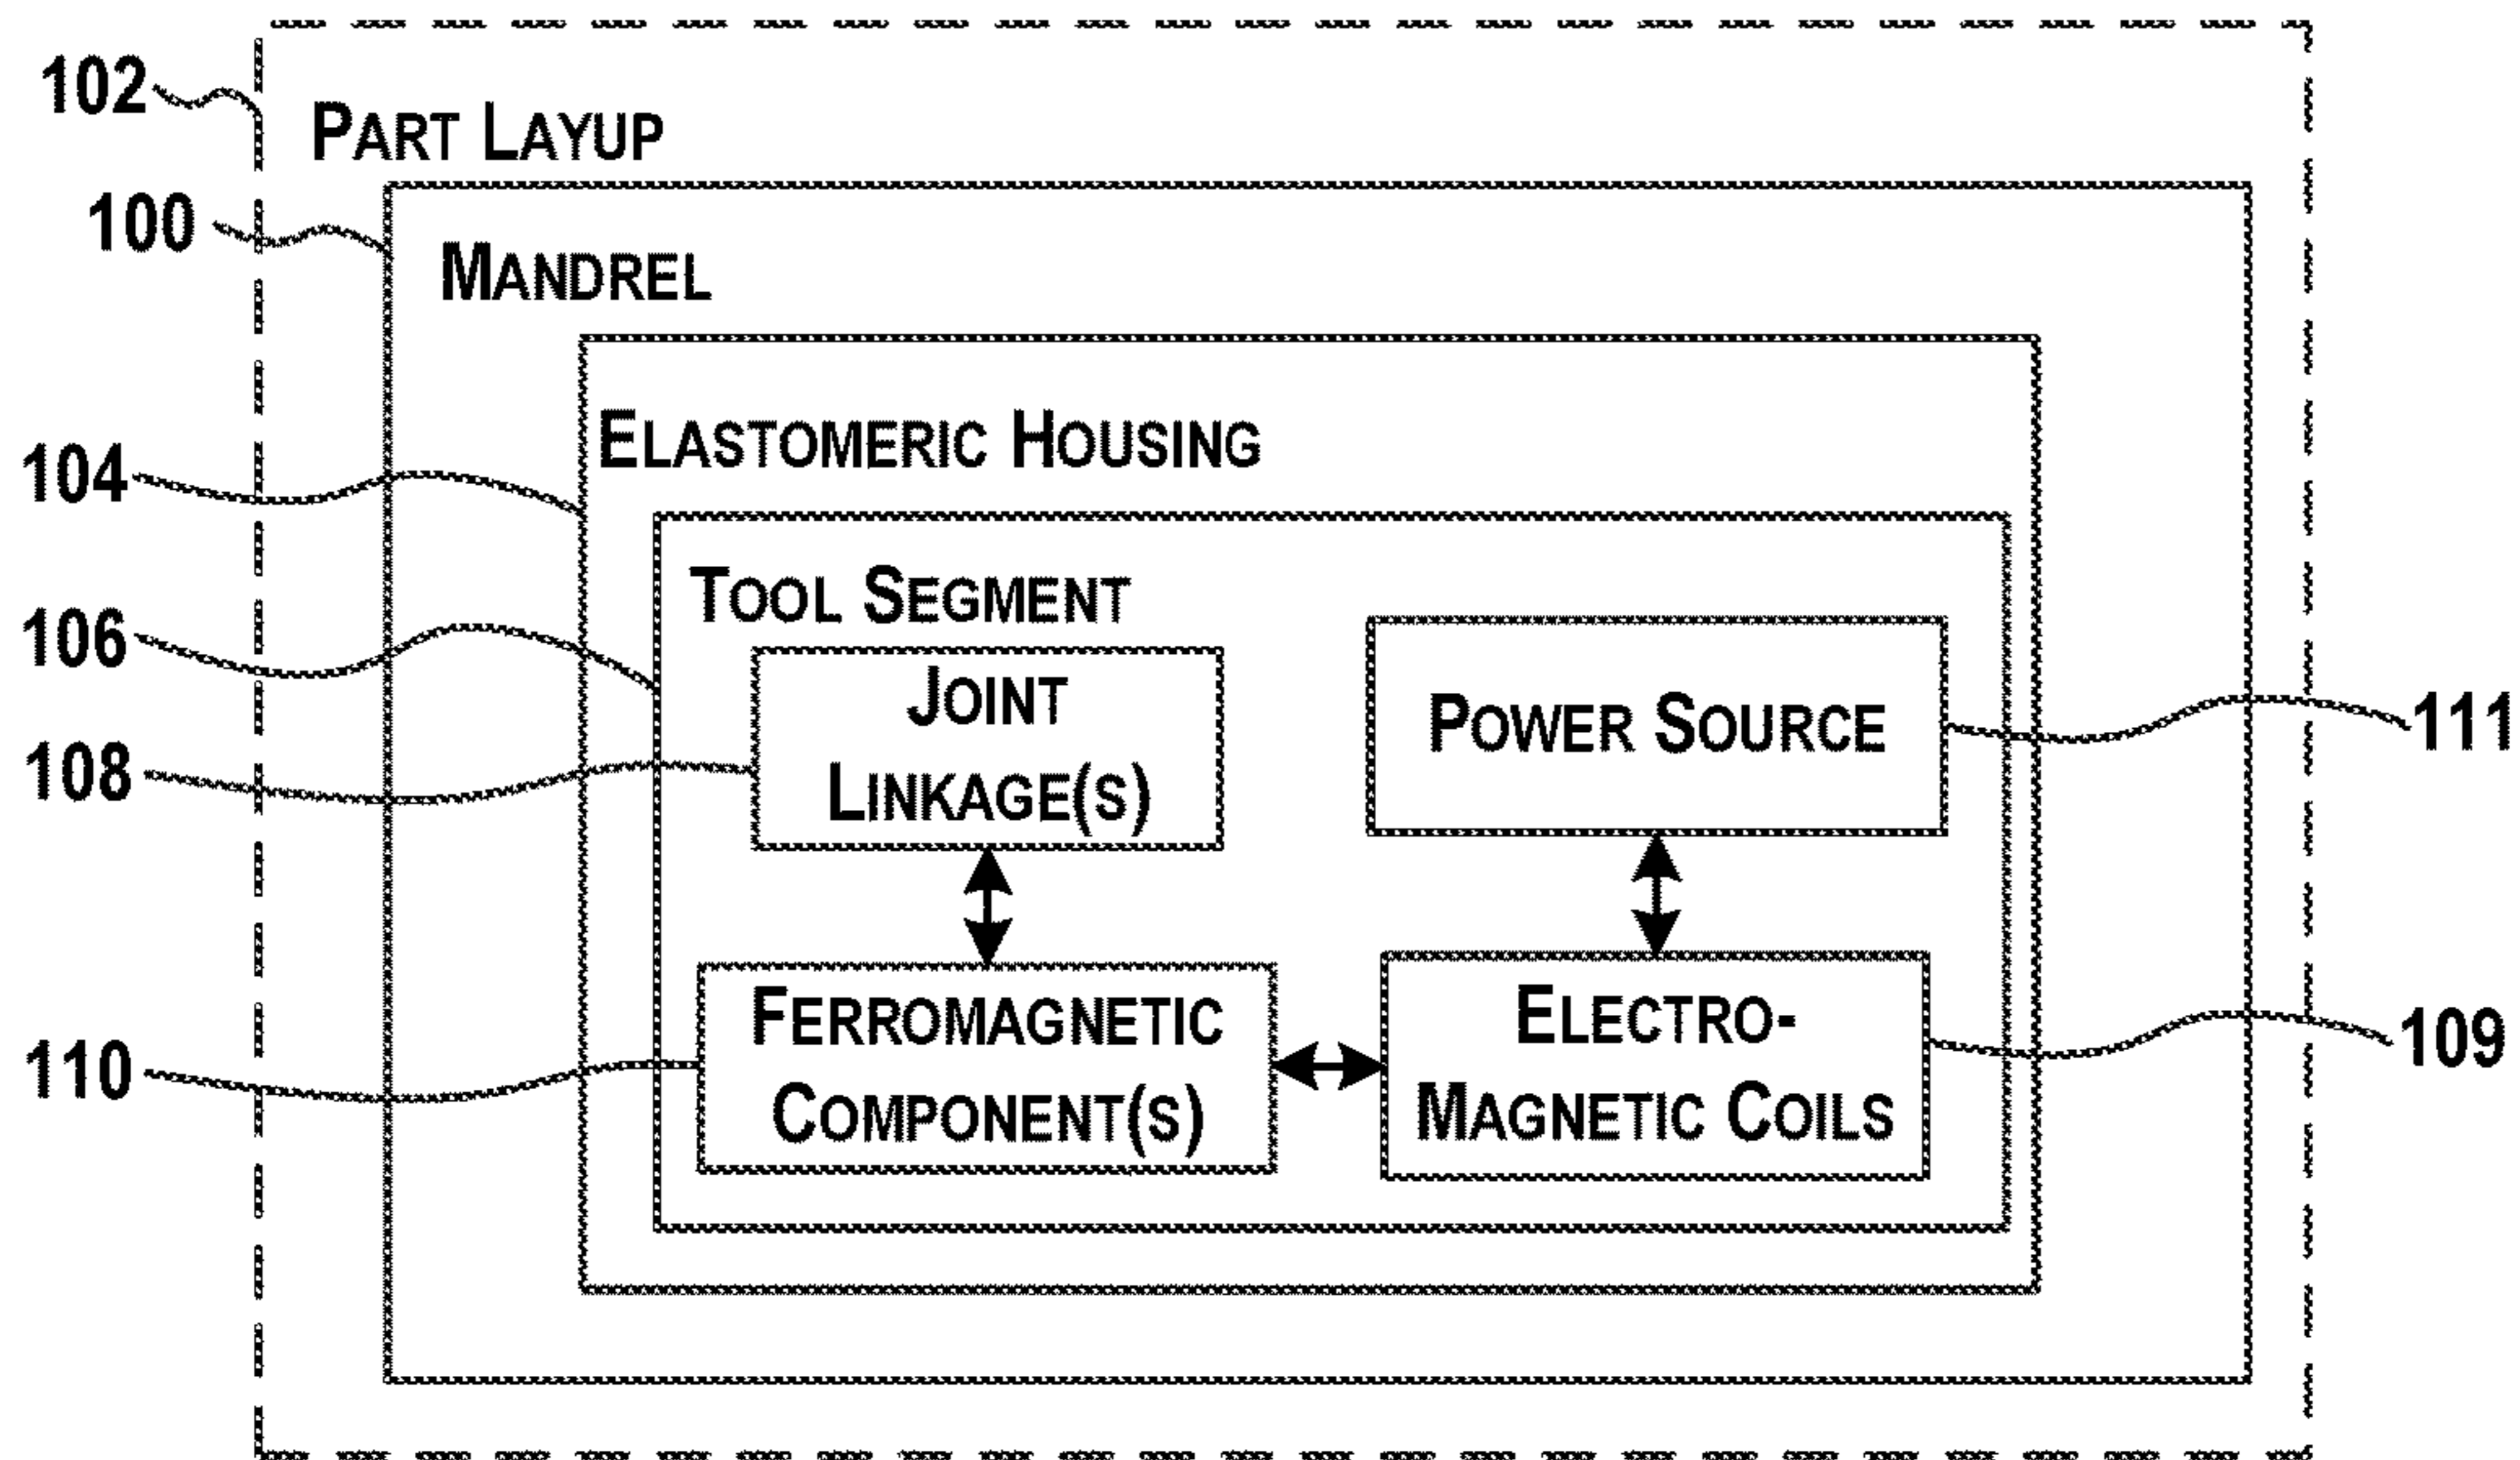 102
PART LAYUP
100
MANDREL
104
ELASTOMERIC HOUSING
106
TOOL SEGMENT
108
JOINT
LINKAGE(S)
POWER SOURCE
111
110
FERROMAGNETIC
COMPONENT(S)
ELECTRO-
MAGNETIC COILS
109